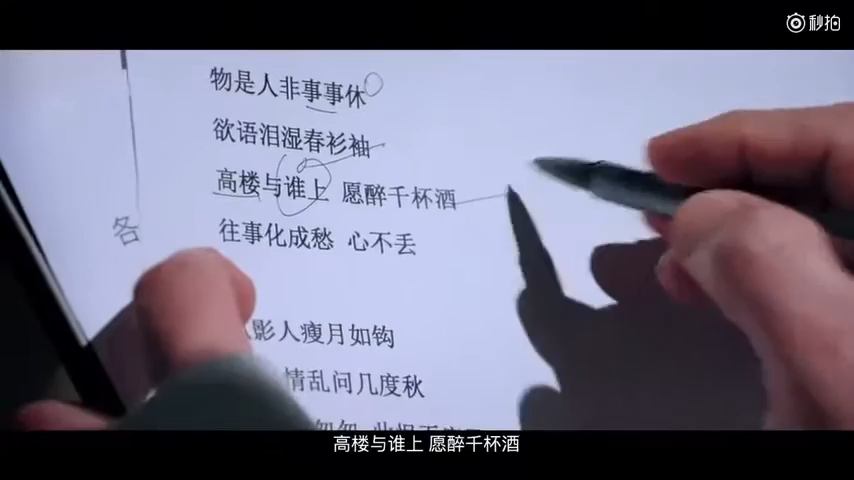 秒拍
物是人非事事休
欲语泪湿春衫袖
高楼与谁上 愿醉千杯酒
往事化成愁 心不丢
各
影人瘦月如钩
情乱问几度秋
高楼与谁上 愿醉千杯酒